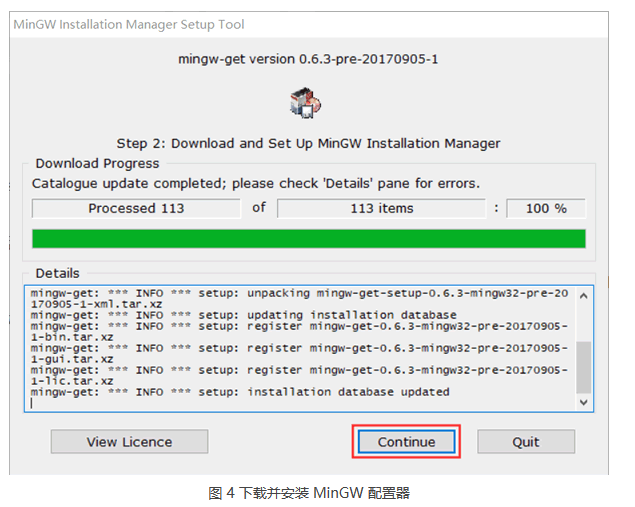 MinGW Installation Manager Setup Tool
mingw-get version 0.6.3-pre-20170905-1
Step 2: Download and Set Up MinGW Installation Manager
Download Progress
Catalogue update completed; please check 'Details' pane for errors.
Processed 113 of 113 items : 100 %
Details
mingw-get: *** INFO *** setup: unpacking mingw-get-setup-0.6.3-mingw32-pre-20
170905-1-xml.tar.xz
mingw-get: *** INFO *** setup: updating installation database
mingw-get: *** INFO *** setup: register mingw-get-0.6.3-mingw32-pre-20170905-
1-bin.tar.xz
mingw-get: *** INFO *** setup: register mingw-get-0.6.3-mingw32-pre-20170905-
1-gui.tar.xz
mingw-get: *** INFO *** setup: register mingw-get-0.6.3-mingw32-pre-20170905-
1-lic.tar.xz
mingw-get: *** INFO *** setup: installation database updated
View Licence Continue Quit
图 4 下载并安装 MinGW 配置器